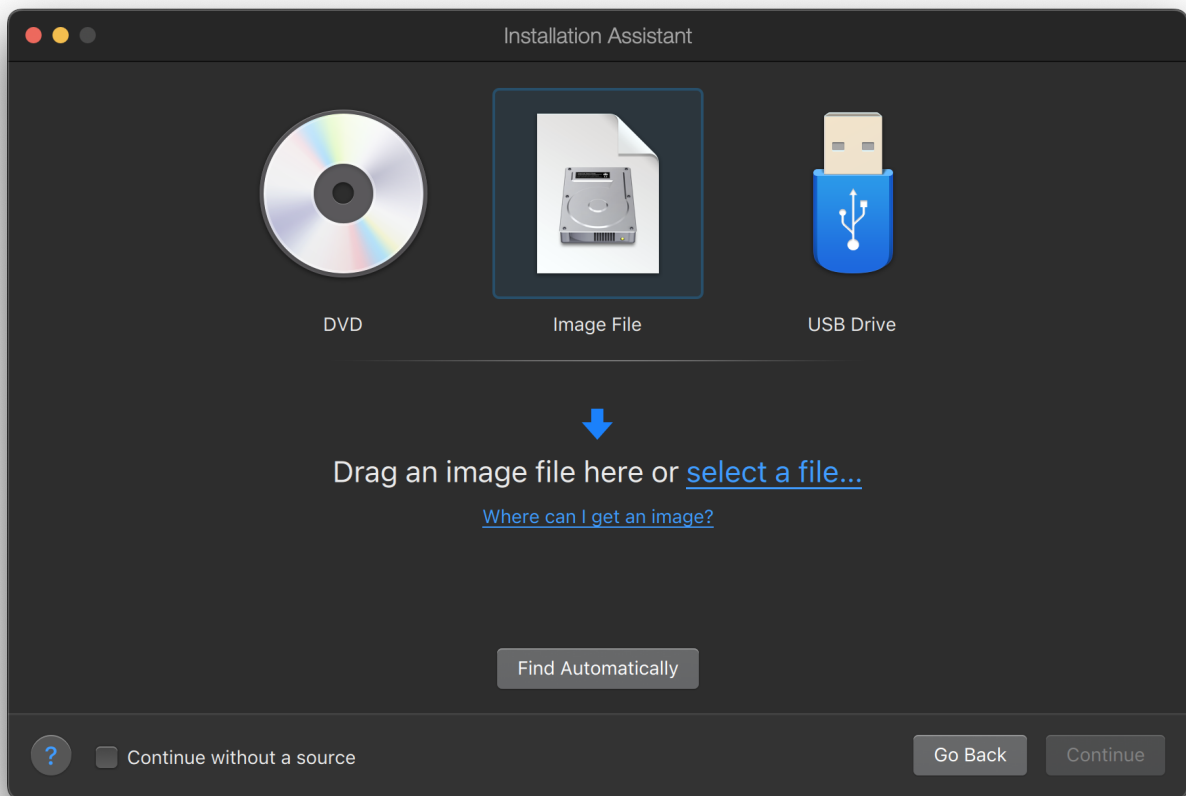 Installation Assistant
DVD
Image File
USB Drive
Drag an image file here or select a file...
Where can I get an image?
Find Automatically
?
Continue without a source
Go Back
Continue